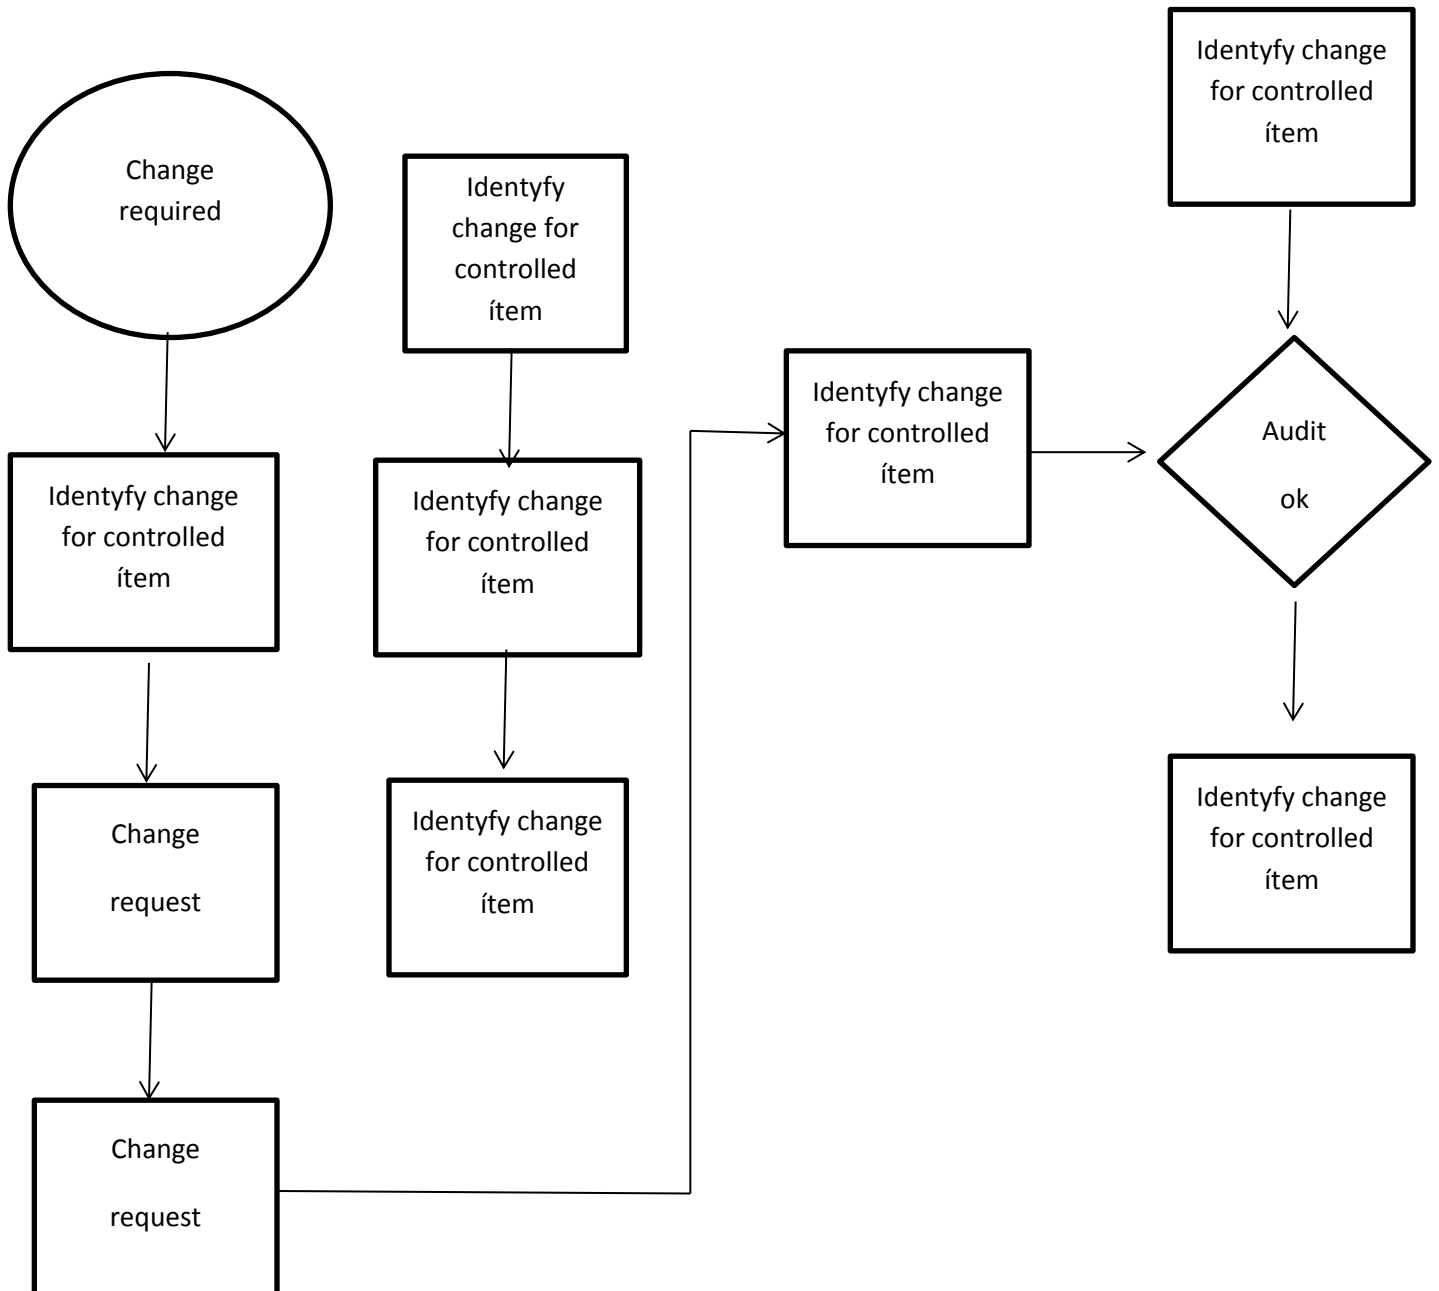 Change
required
Identyfy change
for controlled
ítem
Change
request
Change
request
Identyfy
change for
controlled
ítem
Identyfy change
for controlled
ítem
Identyfy change
for controlled
ítem
Identyfy change
for controlled
ítem
Identyfy change
for controlled
ítem
Audit
ok
Identyfy change
for controlled
ítem